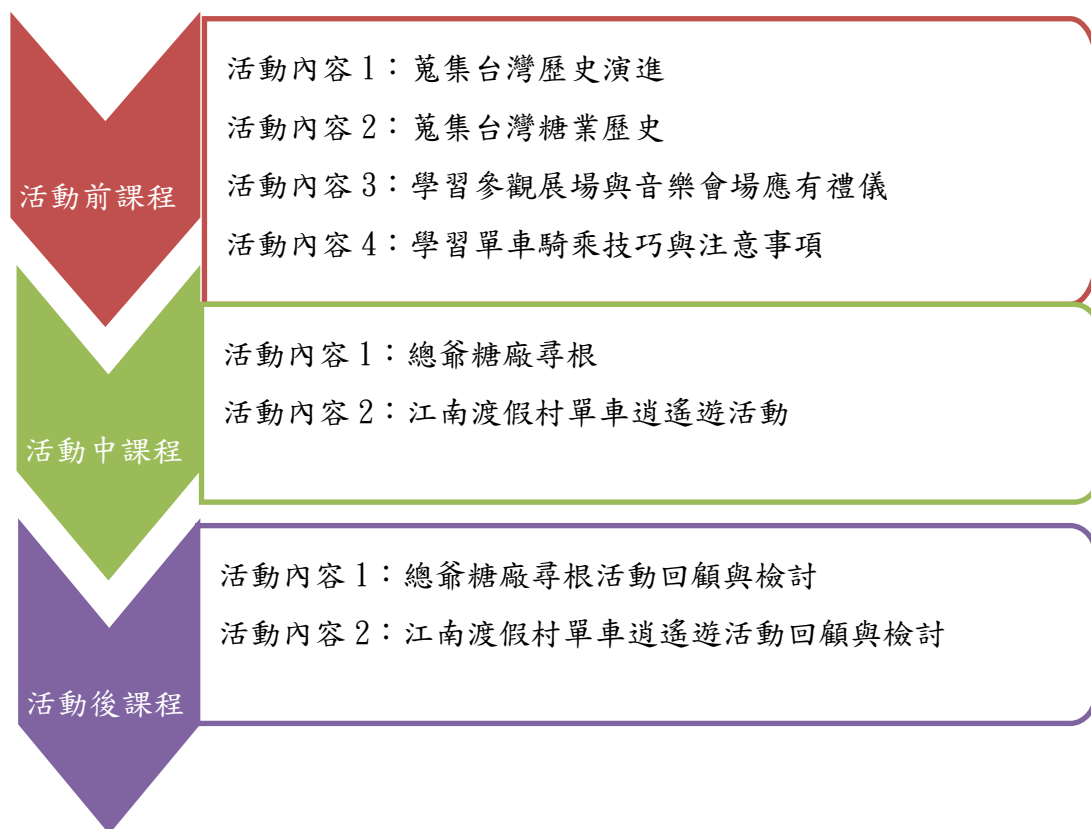 活動前課程
活動內容 1：蒐集台灣歷史演進
活動內容 2：蒐集台灣糖業歷史
活動內容 3：學習參觀展場與音樂會場應有禮儀
活動內容 4：學習單車騎乘技巧與注意事項
活動中課程
活動內容 1：總爺糖廠尋根
活動內容 2：江南渡假村單車逍遙遊活動
活動後課程
活動內容 1：總爺糖廠尋根活動回顧與檢討
活動內容 2：江南渡假村單車逍遙遊活動回顧與檢討